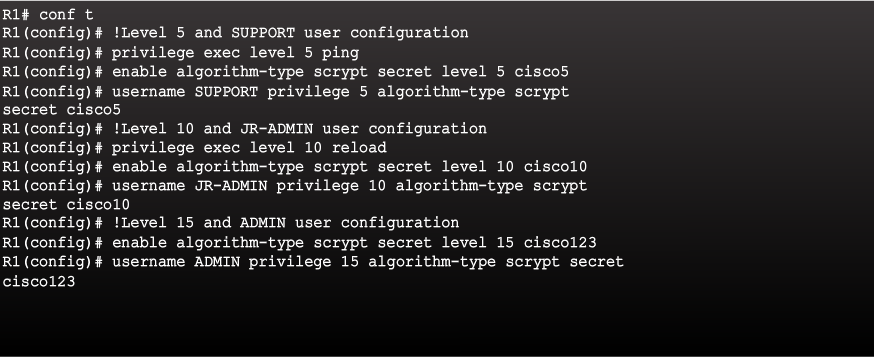 R1# conf t
R1(config)# !Level 5 and SUPPORT user configuration
R1(config)# privilege exec level 5 ping
R1(config)# enable algorithm-type scrypt secret level 5 cisco5
R1(config)# username SUPPORT privilege 5 algorithm-type scrypt
secret cisco5
R1(config)# !Level 10 and JR-ADMIN user configuration
R1(config)# privilege exec level 10 reload
R1(config)# enable algorithm-type scrypt secret level 10 cisco10
R1(config)# username JR-ADMIN privilege 10 algorithm-type scrypt
secret cisco10
R1(config)# !Level 15 and ADMIN user configuration
R1(config)# enable algorithm-type scrypt secret level 15 cisco123
R1(config)# username ADMIN privilege 15 algorithm-type scrypt secret
cisco123